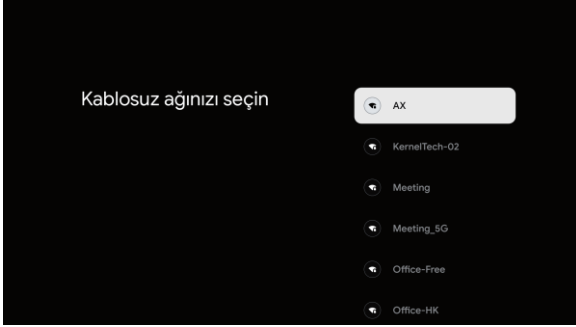 Kablosuz ağınızı seçin
AX
KernelTech-02
Meeting
Meeting_5G
Office-Free
Office-HK